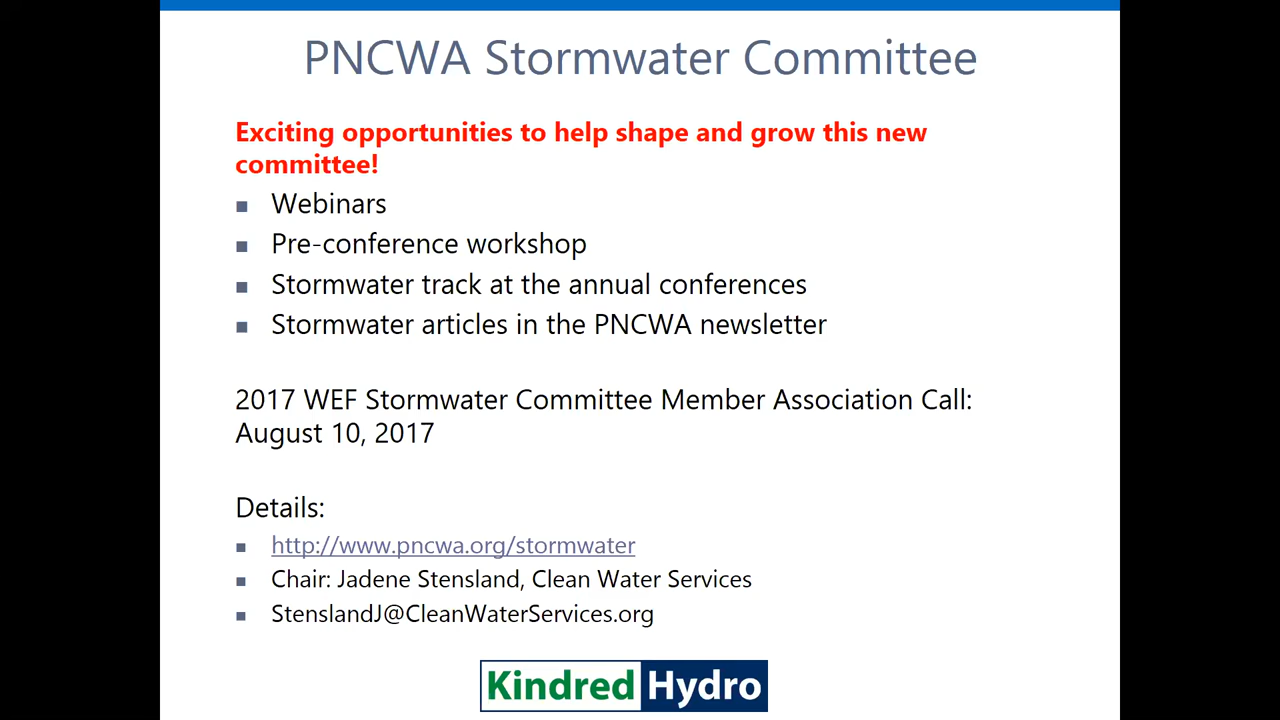 PNCWA Stormwater Committee
Exciting opportunities to help shape and grow this new
committee!
Webinars
Pre-conference workshop
Stormwater track at the annual conferences
Stormwater articles in the PNCWA newsletter
2017 WEF Stormwater Committee Member Association Call:
August 10, 2017
Details:
http://www.pncwa.org/stormwater
Chair: Jadene Stensland, Clean Water Services
StenslandJ@CleanWaterServices.org
Kindred Hydro